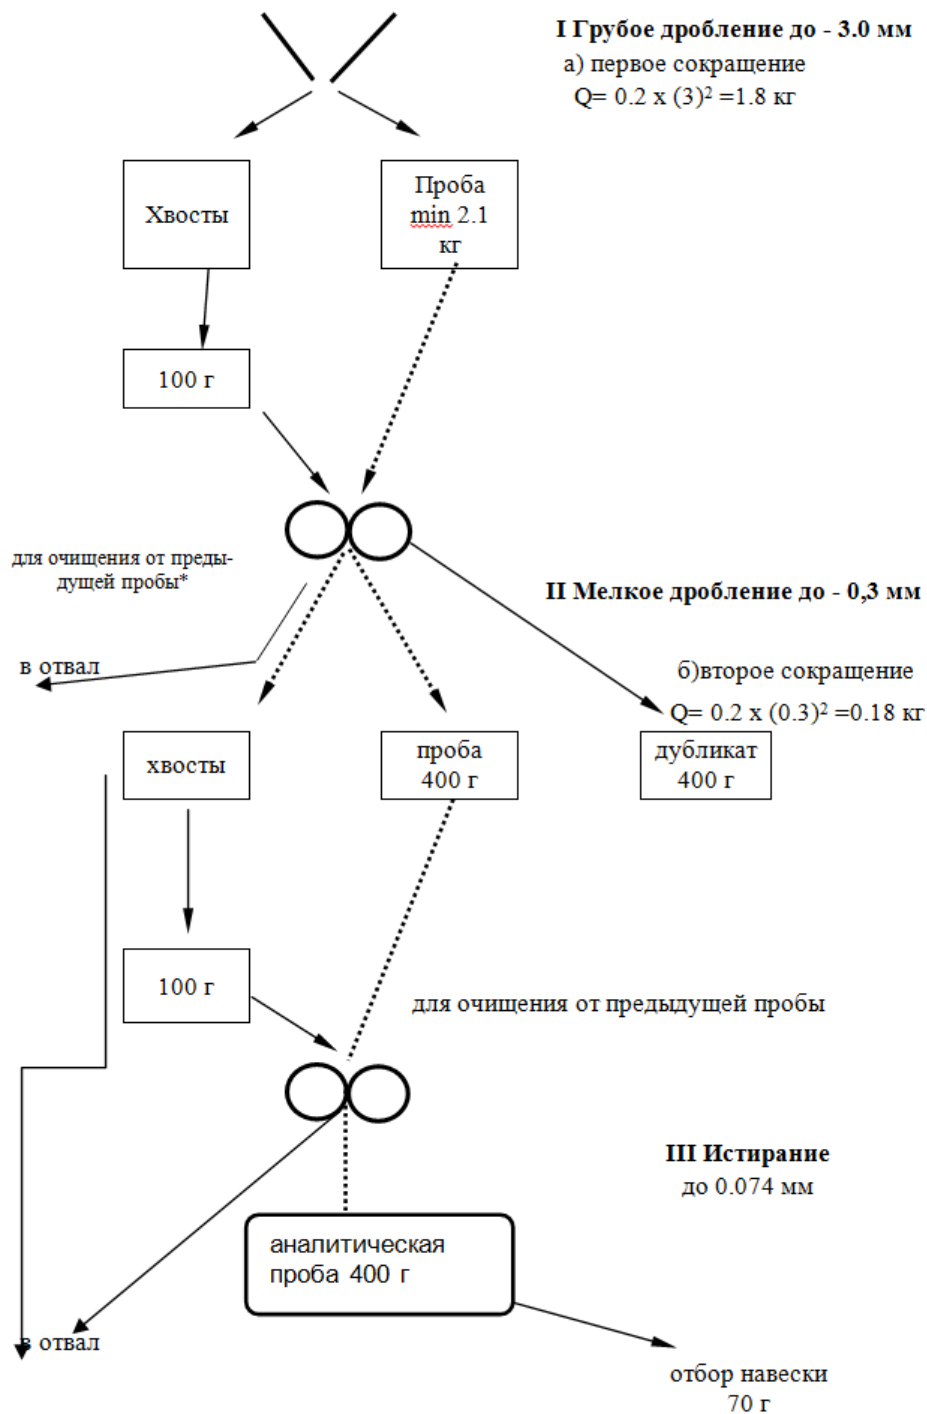 I Грубое дробление до - 3.0 мм
а) первое сокращение
Q= 0.2 x (3)² =1.8 кг
Хвосты
Проба
min 2.1
кг
100 г
для очищения от преды-
дущей пробы*
II Мелкое дробление до - 0,3 мм
в отвал
б)второе сокращение
Q= 0.2 x (0.3)² =0.18 кг
хвосты
проба
400 г
дубликат
400 г
100 г
для очищения от предыдущей пробы
III Истирание
до 0.074 мм
аналитическая
проба 400 г
в отвал
отбор навески
70 г